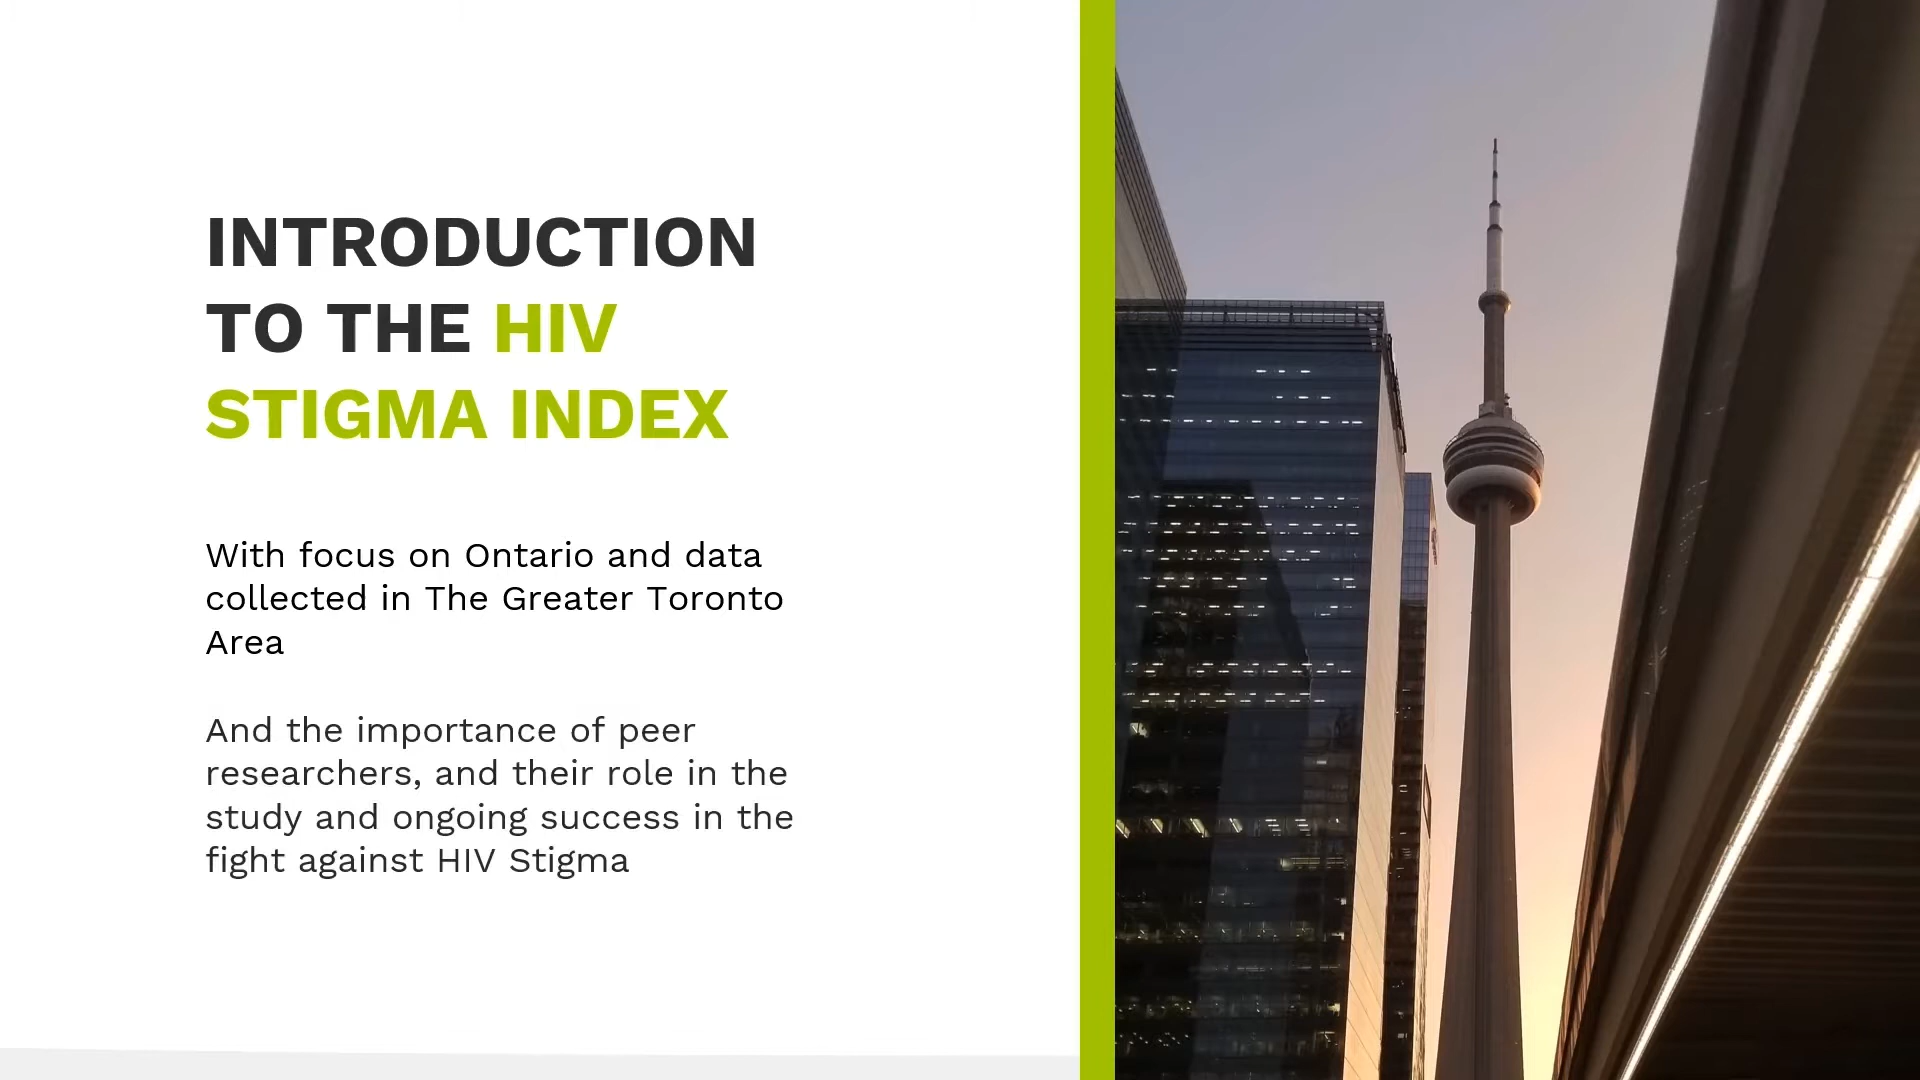 INTRODUCTION
TO THE HIV
STIGMA INDEX
With focus on Ontario and data
collected in The Greater Toronto
Area
And the importance of peer
researchers, and their role in the
study and ongoing success in the
fight against HIV Stigma